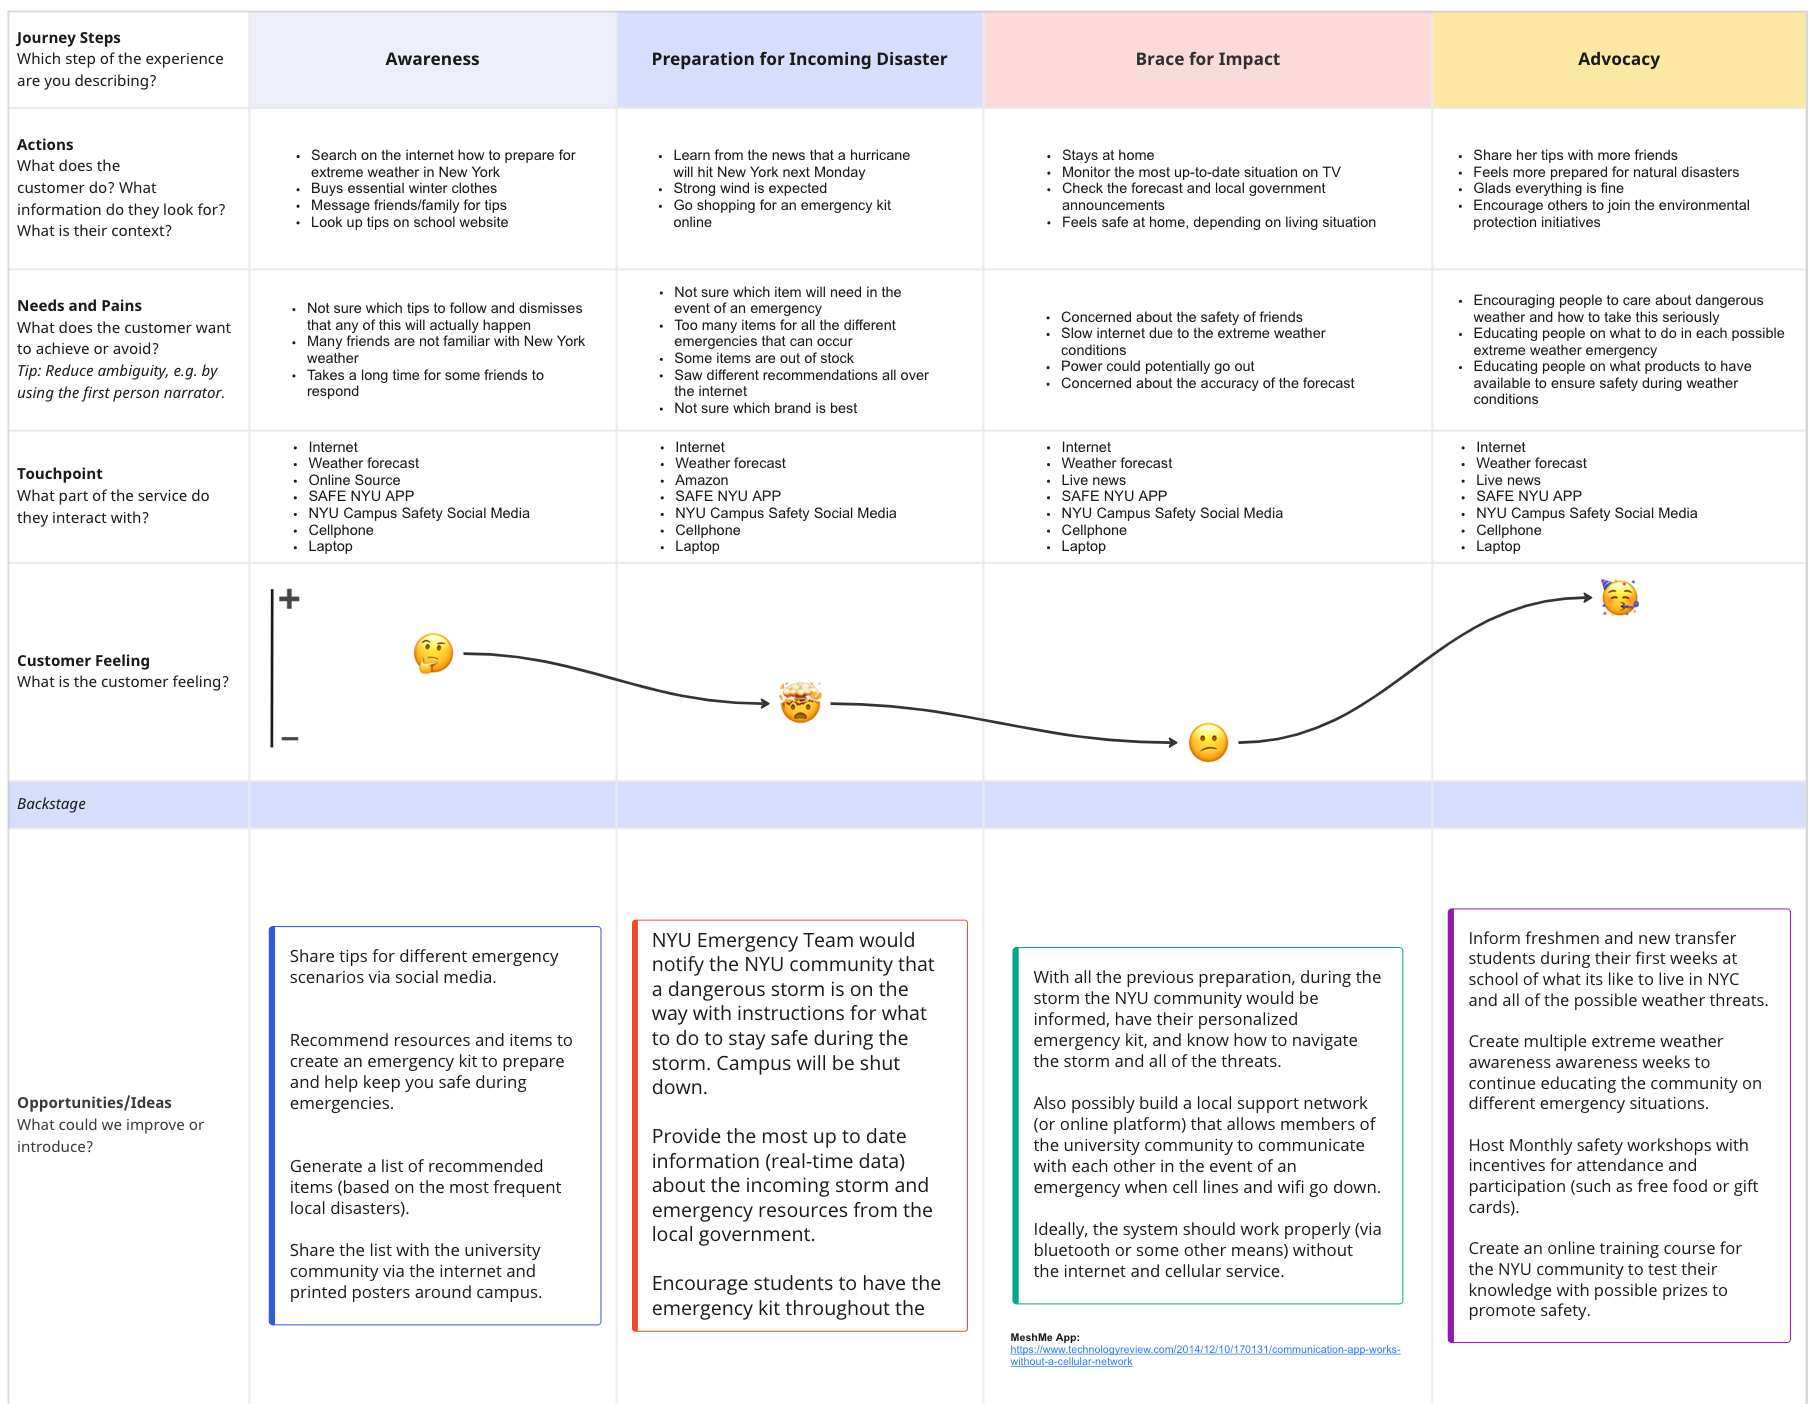 Journey Steps
Which step of the experience
are you describing?
Awareness
Preparation for Incoming Disaster
Brace for Impact
Advocacy
Actions
What does the
customer do? What
information do they look for?
What is their context?
• Search on the internet how to prepare for
extreme weather in New York
• Buys essential winter clothes
• Message friends/family for tips
• Look up tips on school website
• Learn from the news that a hurricane
will hit New York next Monday
• Strong wind is expected
• Go shopping for an emergency kit
online
• Stays at home
• Monitor the most up-to-date situation on TV
• Check the forecast and local government
announcements
• Feels safe at home, depending on living situation
• Share her tips with more friends
• Feels more prepared for natural disasters
• Glads everything is fine
• Encourage others to join the environmental
protection initiatives
Needs and Pains
What does the customer want
to achieve or avoid?
Tip: Reduce ambiguity, e.g. by
using the first person narrator.
• Not sure which tips to follow and dismisses
that any of this will actually happen
• Many friends are not familiar with New York
weather
• Takes a long time for some friends to
respond
• Not sure which item will need in the
event of an emergency
• Too many items for all the different
emergencies that can occur
• Some items are out of stock
• Saw different recommendations all over
the internet
• Not sure which brand is best
• Concerned about the safety of friends
• Slow internet due to the extreme weather
conditions
• Power could potentially go out
• Concerned about the accuracy of the forecast
• Encouraging people to care about dangerous
weather and how to take this seriously
• Educating people on what to do in each possible
extreme weather emergency
• Educating people on what products to have
available to ensure safety during weather
conditions
Touchpoint
What part of the service do
they interact with?
• Internet
• Weather forecast
• Online Source
• SAFE NYU APP
• NYU Campus Safety Social Media
• Cellphone
• Laptop
• Internet
• Weather forecast
• Amazon
• SAFE NYU APP
• NYU Campus Safety Social Media
• Cellphone
• Laptop
• Internet
• Weather forecast
• Live news
• SAFE NYU APP
• NYU Campus Safety Social Media
• Cellphone
• Laptop
• Internet
• Weather forecast
• Live news
• SAFE NYU APP
• NYU Campus Safety Social Media
• Cellphone
• Laptop
Customer Feeling
What is the customer feeling?
+
−
Backstage
Opportunities/Ideas
What could we improve or
introduce?
Share tips for different emergency
scenarios via social media.
Recommend resources and items to
create an emergency kit to prepare
and help keep you safe during
emergencies.
Generate a list of recommended
items (based on the most frequent
local disasters).
Share the list with the university
community via the internet and
printed posters around campus.
NYU Emergency Team would
notify the NYU community that
a dangerous storm is on the
way with instructions for what
to do to stay safe during the
storm. Campus will be shut
down.
Provide the most up to date
information (real-time data)
about the incoming storm and
emergency resources from the
local government.
Encourage students to have the
emergency kit throughout the
With all the previous preparation, during the
storm the NYU community would be
informed, have their personalized
emergency kit, and know how to navigate
the storm and all of the threats.
Also possibly build a local support network
(or online platform) that allows members of
the university community to communicate
with each other in the event of an
emergency when cell lines and wifi go down.
Ideally, the system should work properly (via
bluetooth or some other means) without
the internet and cellular service.
MeshMe App:
https://www.technologyreview.com/2014/12/10/170131/communication-app-works-
without-a-cellular-network
Inform freshmen and new transfer
students during their first weeks at
school of what its like to live in NYC
and all of the possible weather threats.
Create multiple extreme weather
awareness awareness weeks to
continue educating the community on
different emergency situations.
Host Monthly safety workshops with
incentives for attendance and
participation (such as free food or gift
cards).
Create an online training course for
the NYU community to test their
knowledge with possible prizes to
promote safety.